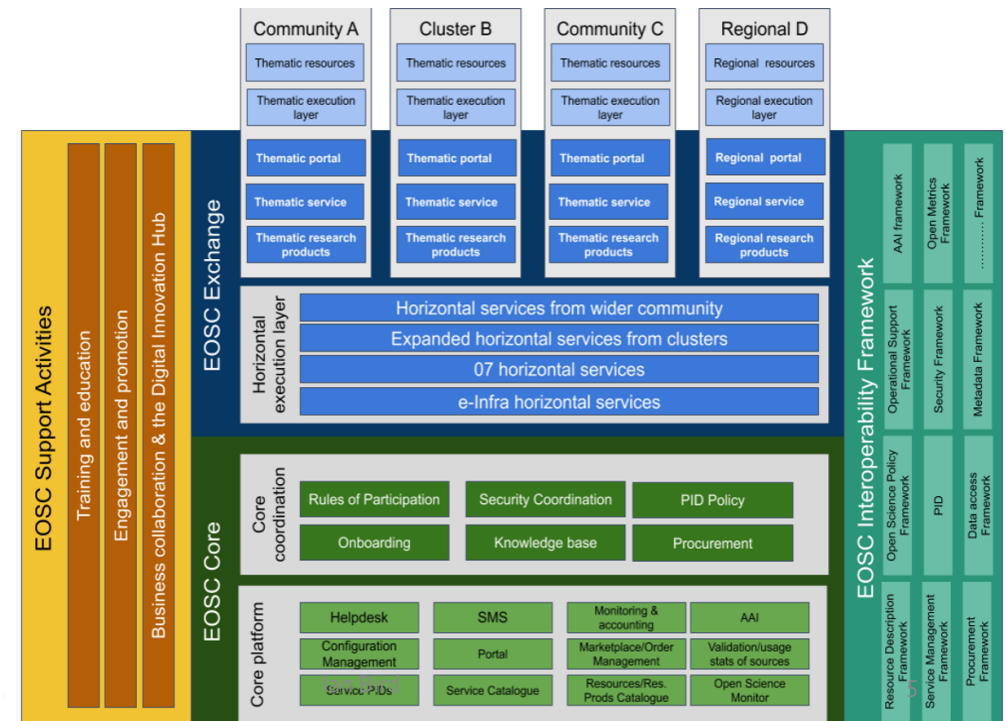 Community A
Cluster B
Community C
Regional D
Thematic resources
Thematic resources
Thematic resources
Regional resources
Thematic execution
layer
Thematic execution
layer
Thematic execution
layer
Regional execution
layer
Thematic portal
Thematic portal
Thematic portal
Regional portal
Thematic service
Thematic service
Thematic service
Regional service
Thematic research
products
Thematic research
products
Thematic research
products
Regional research
products
EOSC Support Activities
Training and education
Engagement and promotion
Business collaboration & the Digital Innovation Hub
EOSC Exchange
Horizontal
execution layer
Horizontal services from wider community
Expanded horizontal services from clusters
07 horizontal services
e-Infra horizontal services
EOSC Core
Core
coordination
Rules of Participation
Security Coordination
PID Policy
Onboarding
Knowledge base
Procurement
Core platform
Helpdesk
SMS
Monitoring &
accounting
AAI
Configuration
Management
Portal
Marketplace/Order
Management
Validation/usage
stats of sources
Service PIDs
Service Catalogue
Resources/Res.
Prods Catalogue
Open Science
Monitor
EOSC Interoperability Framework
AAI framework
Open Metrics
Framework
............ Framework
Operational Support
Framework
Security Framework
Metadata Framework
Open Science Policy
Framework
PID
Data access
Framework
Resource Description
Framework
Service Management
Framework
Procurement
Framework
5